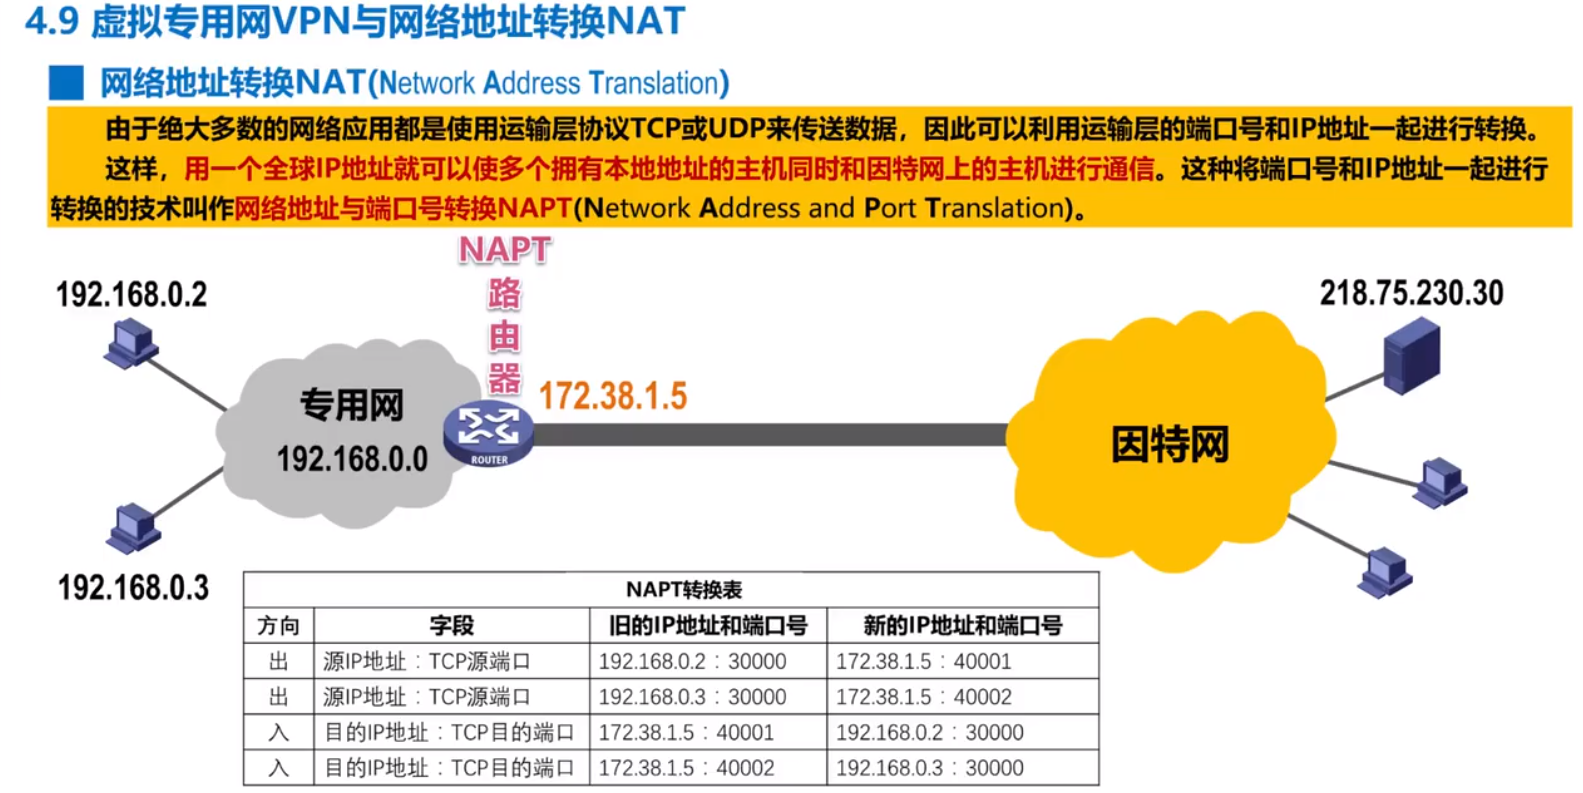 4.9 虚拟专用网VPN与网络地址转换NAT
网络地址转换NAT(Network Address Translation)
由于绝大多数的网络应用都是使用运输层协议TCP或UDP来传送数据，因此可以利用运输层的端口号和IP地址一起进行转换。
这样，用一个全球IP地址就可以使多个拥有本地地址的主机同时和因特网上的主机进行通信。这种将端口号和IP地址一起进行
转换的技术叫作网络地址与端口号转换NAPT(Network Address and Port Translation)。
NAPT
路
由
器
192.168.0.2
218.75.230.30
172.38.1.5
专用网
192.168.0.0
ROUTER
因特网
192.168.0.3
NAPT转换表
方向 字段 旧的IP地址和端口号 新的IP地址和端口号
出 源IP地址：TCP源端口 192.168.0.2：30000 172.38.1.5：40001
出 源IP地址：TCP源端口 192.168.0.3：30000 172.38.1.5：40002
入 目的IP地址：TCP目的端口 172.38.1.5：40001 192.168.0.2：30000
入 目的IP地址：TCP目的端口 172.38.1.5：40002 192.168.0.3：30000